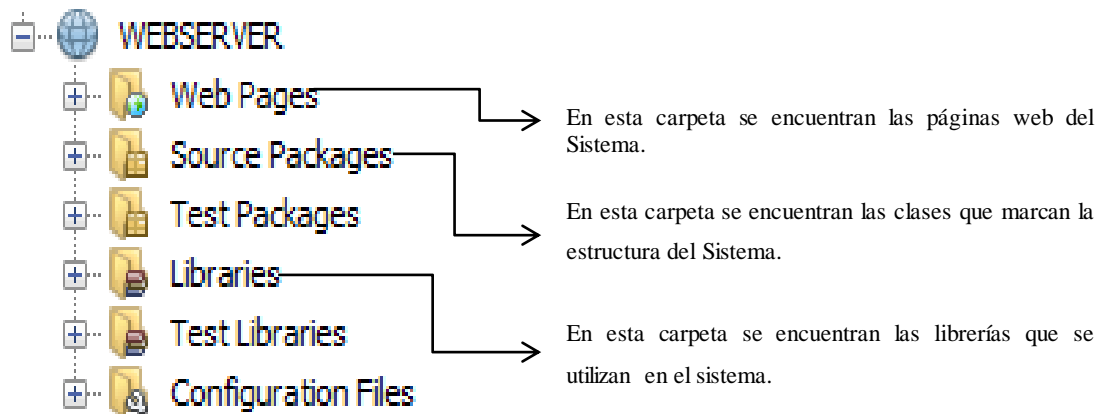 WEBSERVER
Web Pages
Source Packages
Test Packages
Libraries
Test Libraries
Configuration Files
En esta carpeta se encuentran las páginas web del
Sistema.
En esta carpeta se encuentran las clases que marcan la
estructura del Sistema.
En esta carpeta se encuentran las librerías que se
utilizan en el sistema.